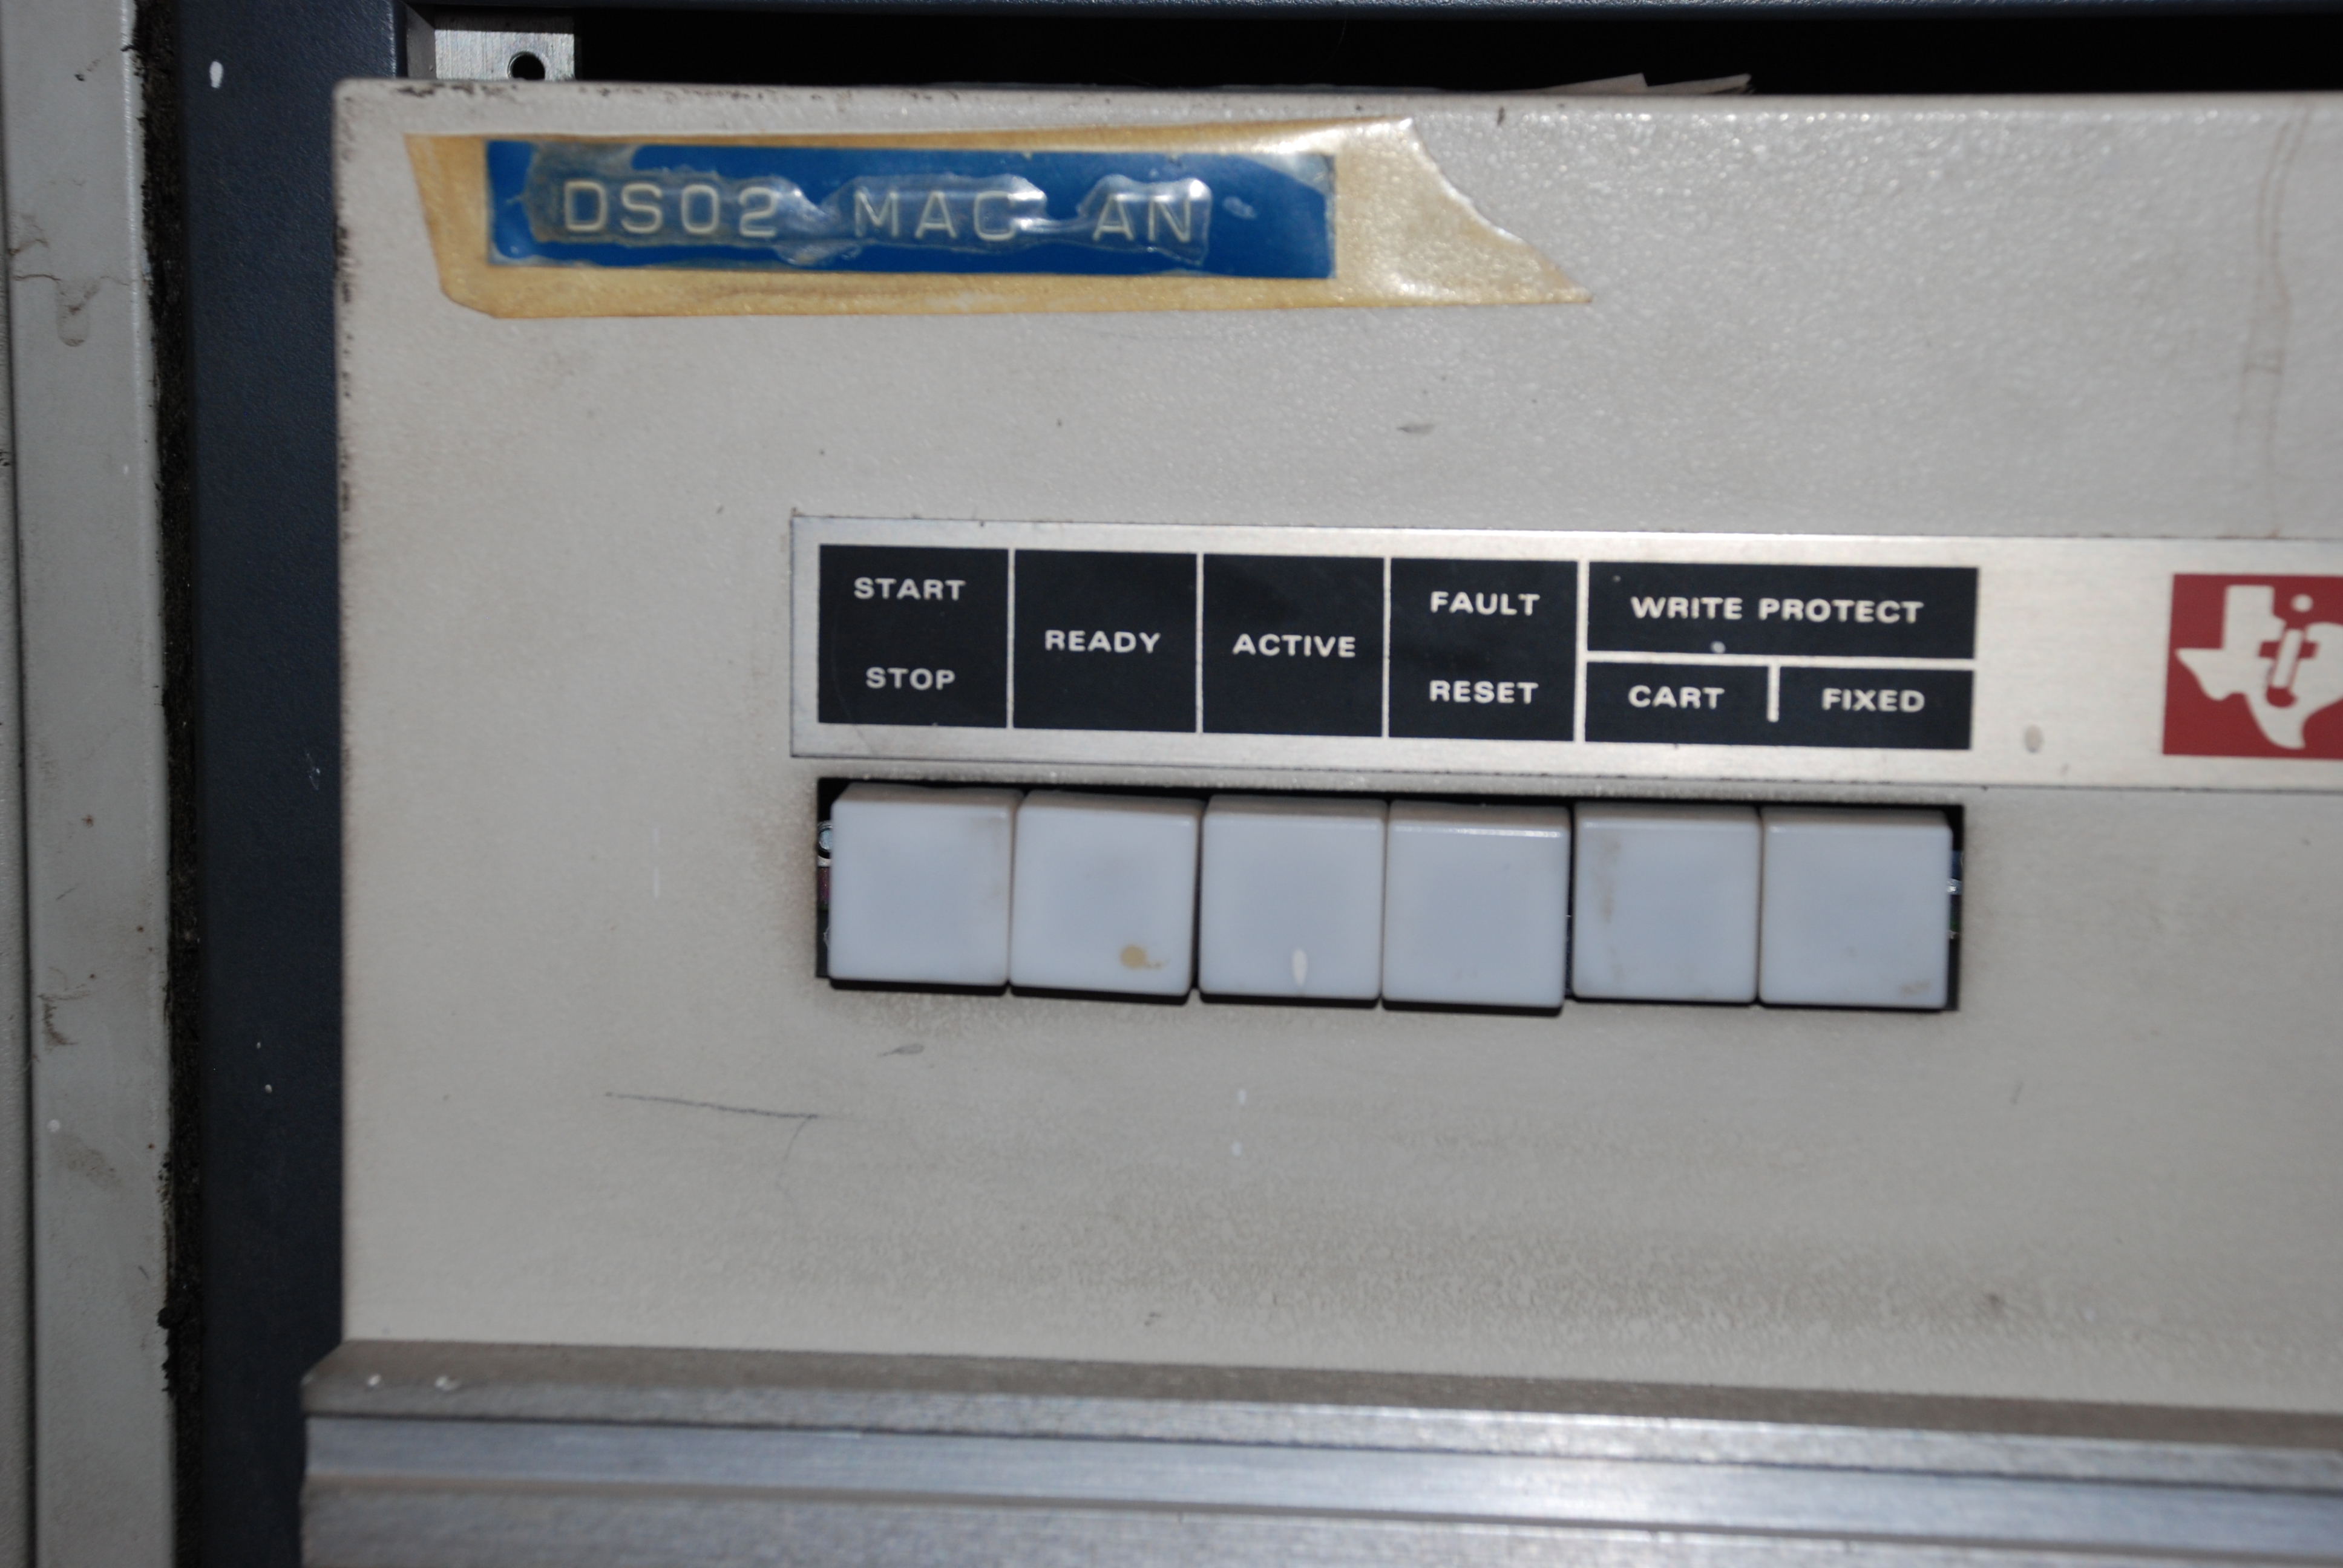 DS02 MAC AN
START
STOP
READY
ACTIVE
FAULT
RESET
WRITE PROTECT
CART
FIXED